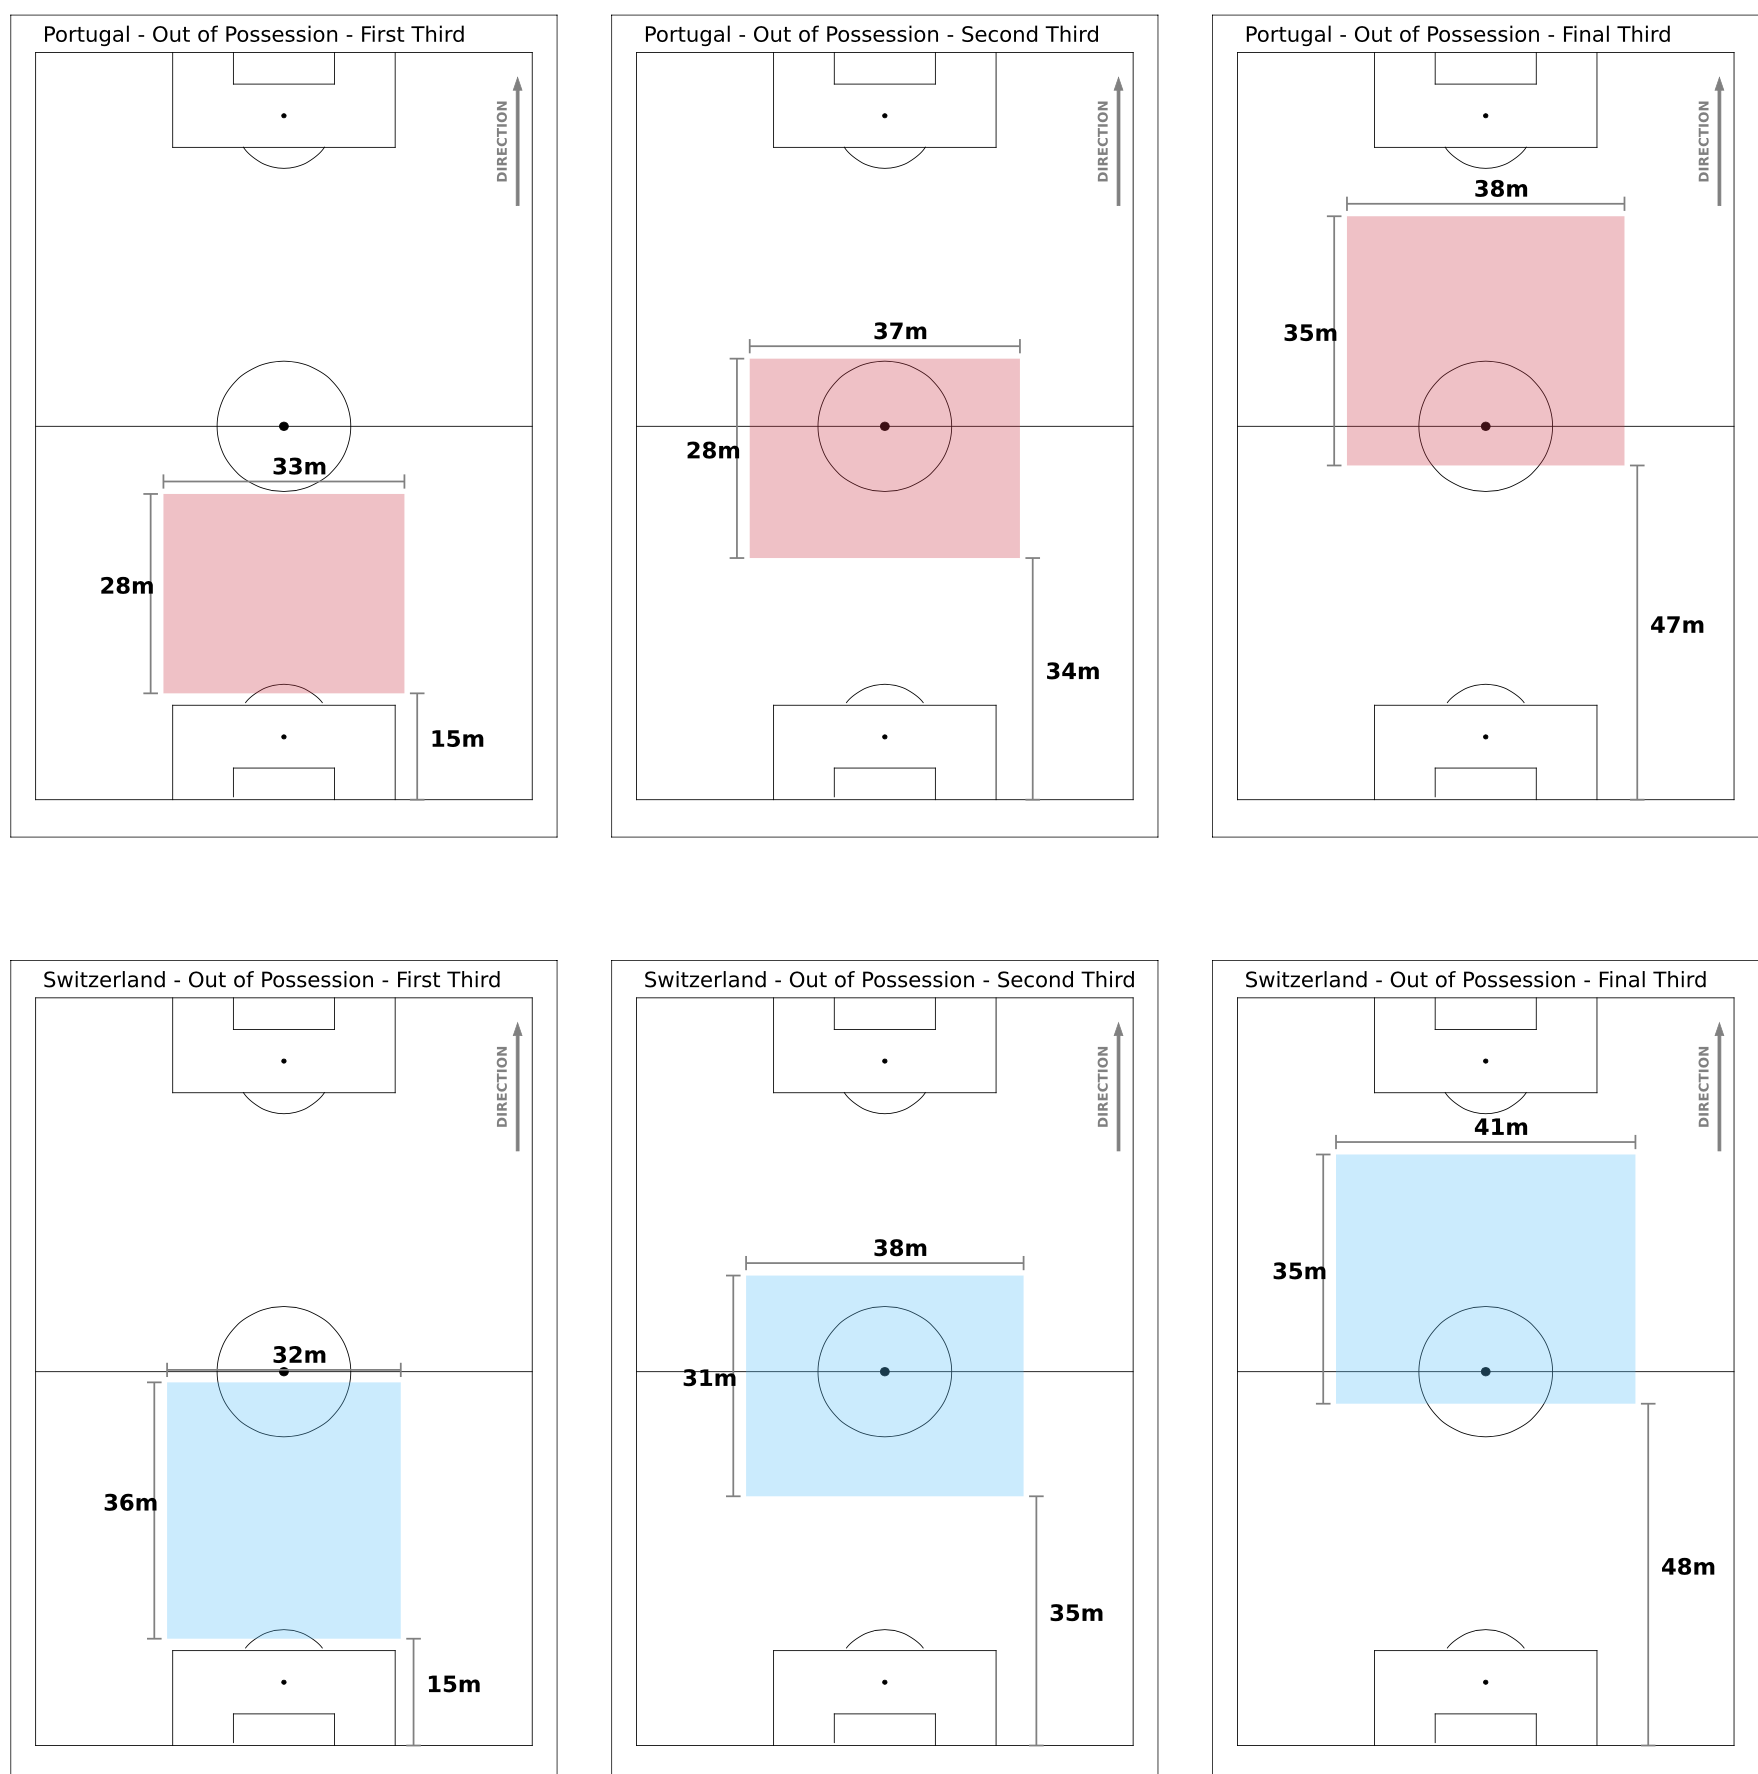 Portugal - Out of Possession - First Third
DIRECTION
33m
28m
15m
Portugal - Out of Possession - Second Third
DIRECTION
37m
28m
34m
Portugal - Out of Possession - Final Third
DIRECTION
38m
35m
47m
Switzerland - Out of Possession - First Third
DIRECTION
32m
36m
15m
Switzerland - Out of Possession - Second Third
DIRECTION
38m
31m
35m
Switzerland - Out of Possession - Final Third
DIRECTION
41m
35m
48m